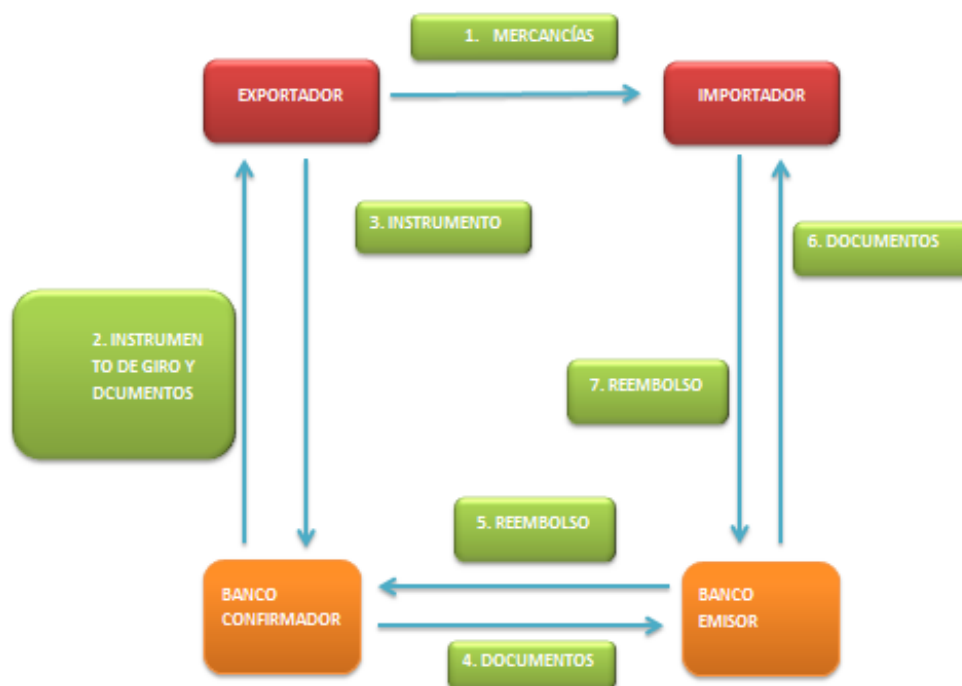 1. MERCANCÍAS
EXPORTADOR
IMPORTADOR
3. INSTRUMENTO
6. DOCUMENTOS
2. INSTRUMEN
TO DE GIRO Y
DCUMENTOS
7. REEMBOLSO
5. REEMBOLSO
BANCO
CONFIRMADOR
BANCO
EMISOR
4. DOCUMENTOS